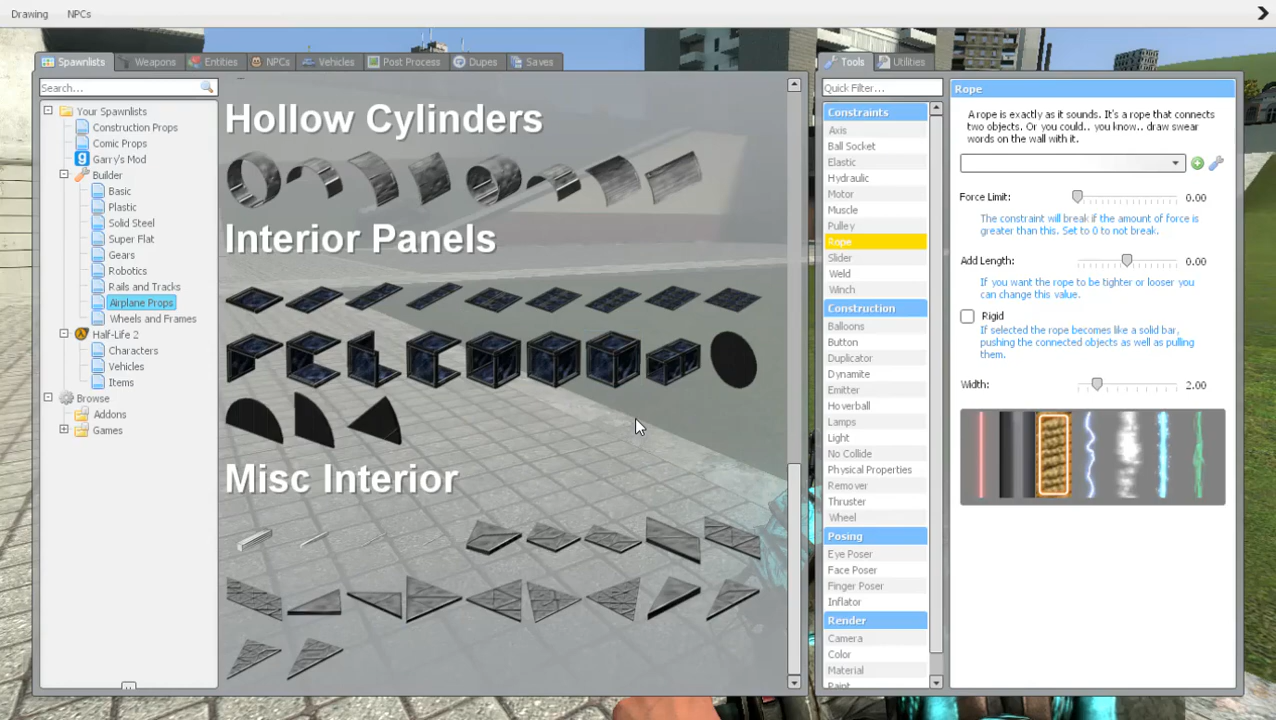 Drawing NPCs
Spawnlists Weapons Entities NPCs Vehicles Post Process Dupes Saves
Search...
Your Spawnlists
Construction Props
Comic Props
Garry's Mod
Builder
Basic
Plastic
Solid Steel
Super Flat
Gears
Robotics
Rails and Tracks
Airplane Props
Wheels and Frames
Half-Life 2
Characters
Vehicles
Items
Browse
Addons
Games
Hollow Cylinders
Interior Panels
Misc Interior
Tools Utilities
Quick Filter...
Constraints
Axis
Ball Socket
Elastic
Hydraulic
Motor
Muscle
Pulley
Rope
Slider
Weld
Winch
Construction
Balloons
Button
Duplicator
Dynamite
Emitter
Hoverball
Lamps
Light
No Collide
Physical Properties
Remover
Thruster
Wheel
Posing
Eye Poser
Face Poser
Finger Poser
Inflator
Render
Camera
Color
Material
Paint
Rope
A rope is exactly as it sounds. It's a rope that connects
two objects. Or you could.. you know.. draw swear
words on the wall with it.
Force Limit: 0.00
The constraint will break if the amount of force is
greater than this. Set to 0 to not break.
Add Length: 0.00
If you want the rope to be tighter or looser you
can change this value.
Rigid
If selected the rope becomes like a solid bar,
pushing the connected objects as well as pulling
them.
Width: 2.00